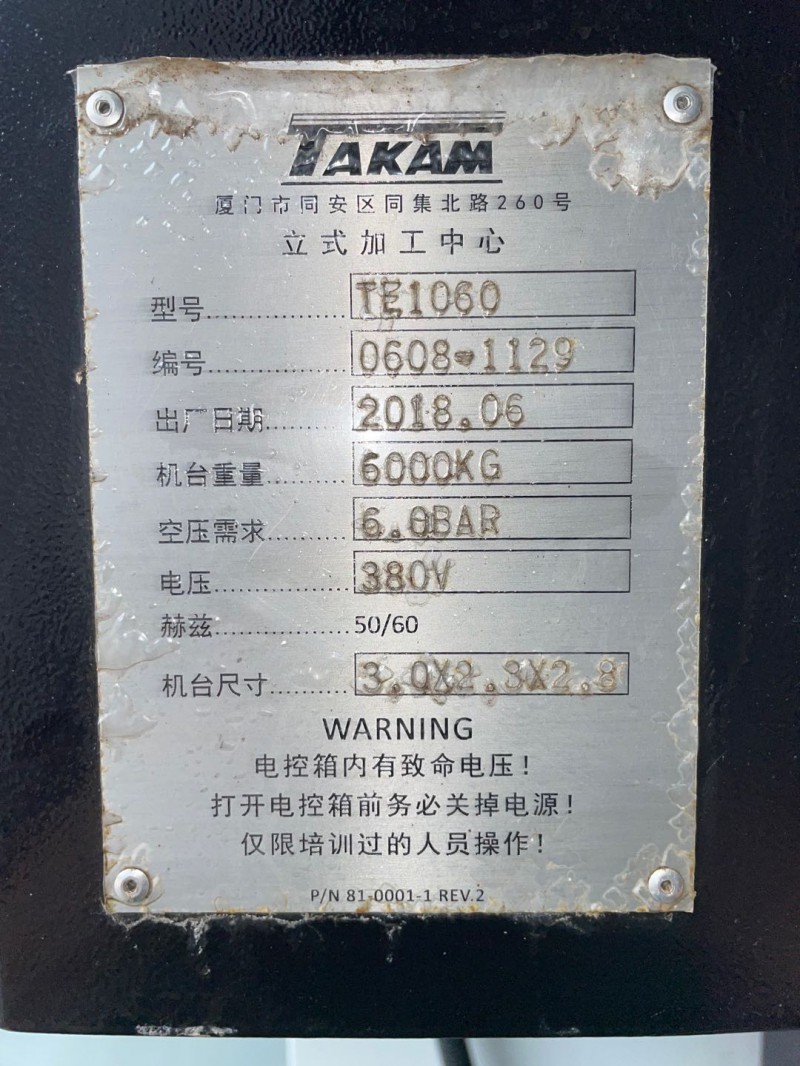 TAKAM
厦门市同安区同集北路260号
立式加工中心
型号.................TE1060
编号.................0608-1129
出厂日期............2018.06
机台重量............6000KG
空压需求............6.0BAR
电压.................380V
赫兹.................50/60
机台尺寸............3.0X2.3X2.8
WARNING
电控箱内有致命电压！
打开电控箱前务必关掉电源！
仅限培训过的人员操作！
P/N 81-0001-1 REV.2